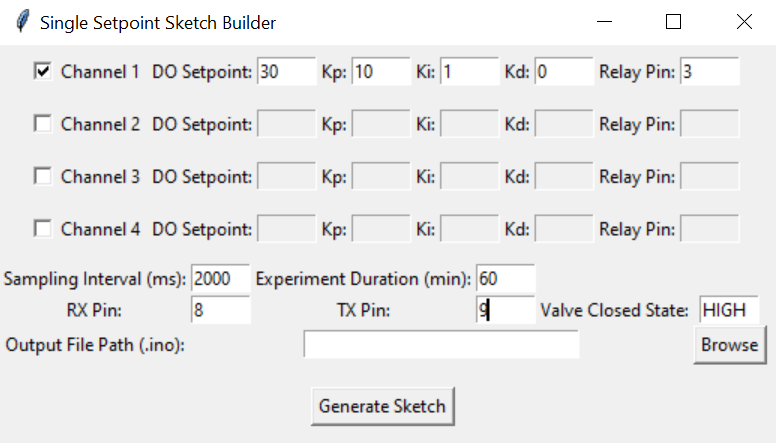 Single Setpoint Sketch Builder
Channel 1 DO Setpoint: 30 Kp: 10 Ki: 1 Kd: 0 Relay Pin: 3
Channel 2 DO Setpoint: Kp: Ki: Kd: Relay Pin:
Channel 3 DO Setpoint: Kp: Ki: Kd: Relay Pin:
Channel 4 DO Setpoint: Kp: Ki: Kd: Relay Pin:
Sampling Interval (ms): 2000 Experiment Duration (min): 60
RX Pin: 8 TX Pin: 9 Valve Closed State: HIGH
Output File Path (.ino): Browse
Generate Sketch